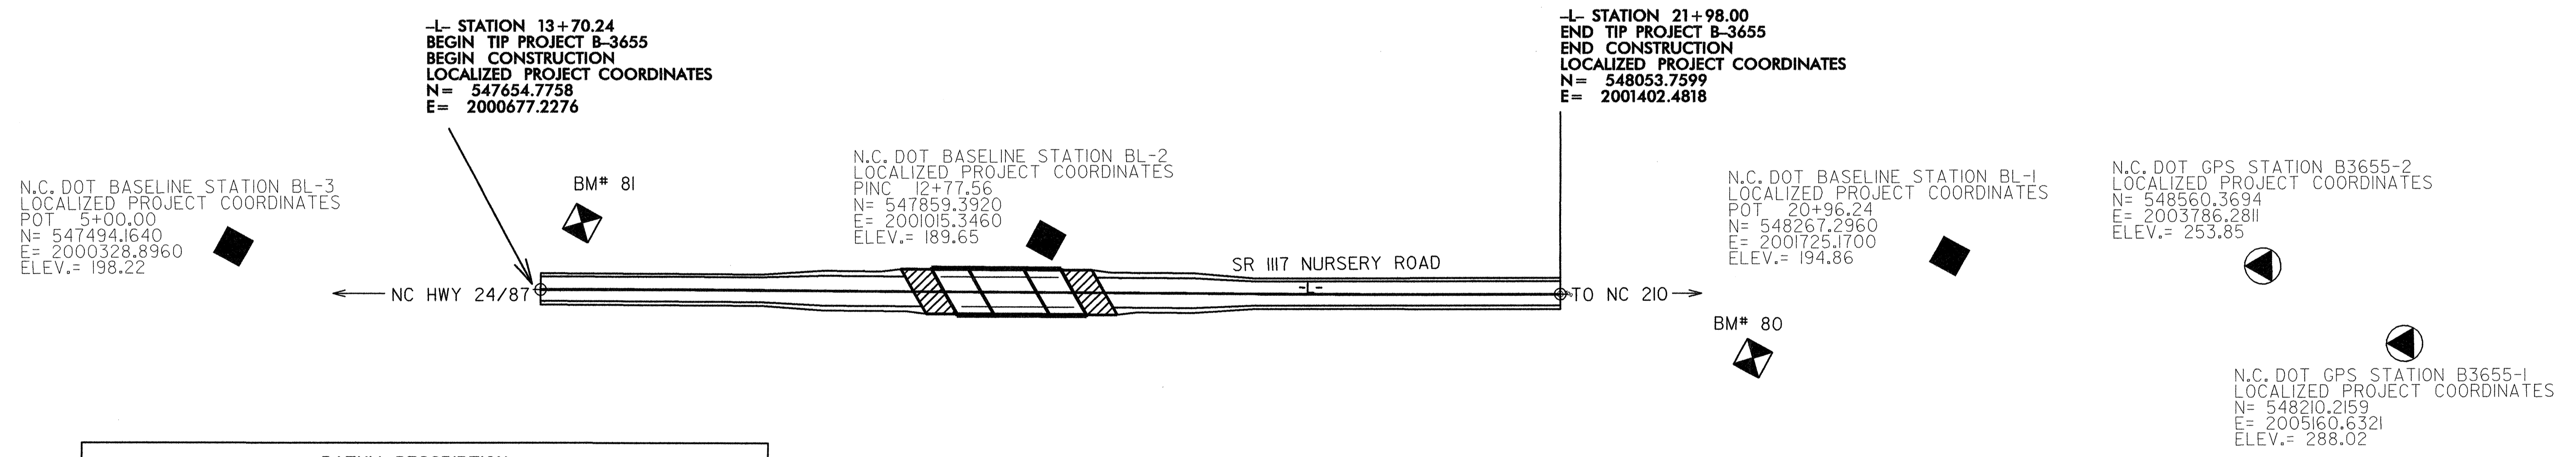 -L- STATION 13+70.24
BEGIN TIP PROJECT B-3655
BEGIN CONSTRUCTION
LOCALIZED PROJECT COORDINATES
N= 547654.7758
E= 2000677.2276
-L- STATION 21+98.00
END TIP PROJECT B-3655
END CONSTRUCTION
LOCALIZED PROJECT COORDINATES
N= 548053.7599
E= 2001402.4818
N.C. DOT BASELINE STATION BL-3
LOCALIZED PROJECT COORDINATES
POT 5+00.00
N= 547494.1640
E= 2000328.8960
ELEV.= 198.22
BM# 81
N.C. DOT BASELINE STATION BL-2
LOCALIZED PROJECT COORDINATES
PINC 12+77.56
N= 547859.3920
E= 2001015.3460
ELEV.= 189.65
N.C. DOT BASELINE STATION BL-1
LOCALIZED PROJECT COORDINATES
POT 20+96.24
N= 548267.2960
E= 2001725.1700
ELEV.= 194.86
N.C. DOT GPS STATION B3655-2
LOCALIZED PROJECT COORDINATES
N= 548560.3694
E= 2003786.2811
ELEV.= 253.85
SR 1117 NURSERY ROAD
-L-
NC HWY 24/87
TO NC 210
BM# 80
N.C. DOT GPS STATION B3655-1
LOCALIZED PROJECT COORDINATES
N= 548210.2159
E= 2005160.6321
ELEV.= 288.02